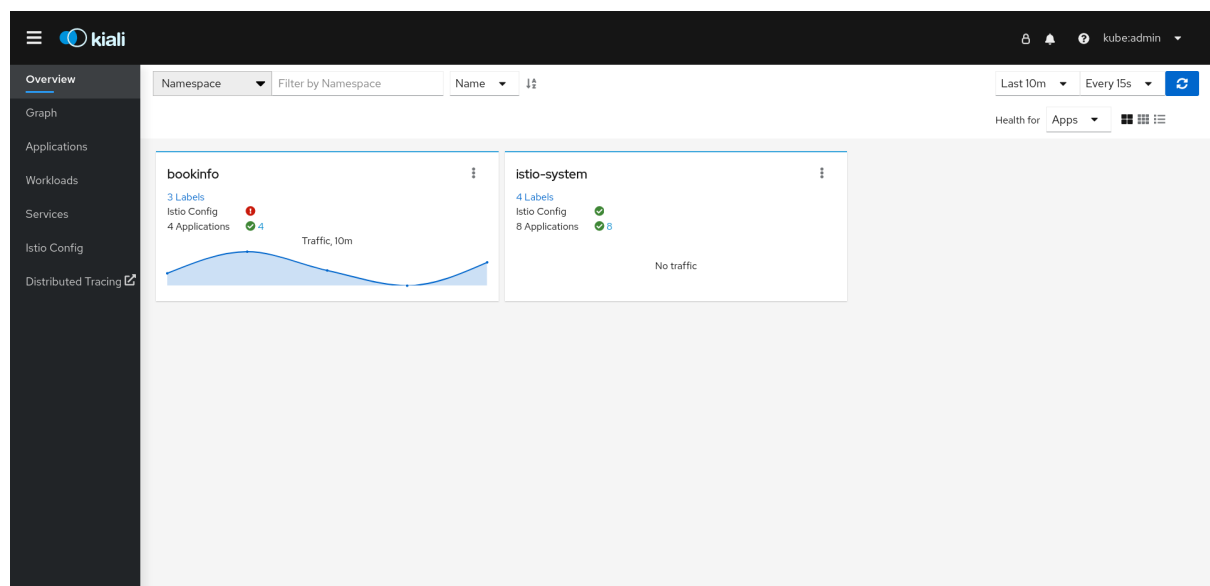 kiali
kube:admin
Overview
Graph
Applications
Workloads
Services
Istio Config
Distributed Tracing
Namespace
Filter by Namespace
Name
Last 10m
Every 15s
Health for
Apps
bookinfo
3 Labels
Istio Config
4 Applications 4
Traffic, 10m
istio-system
4 Labels
Istio Config
8 Applications 8
No traffic